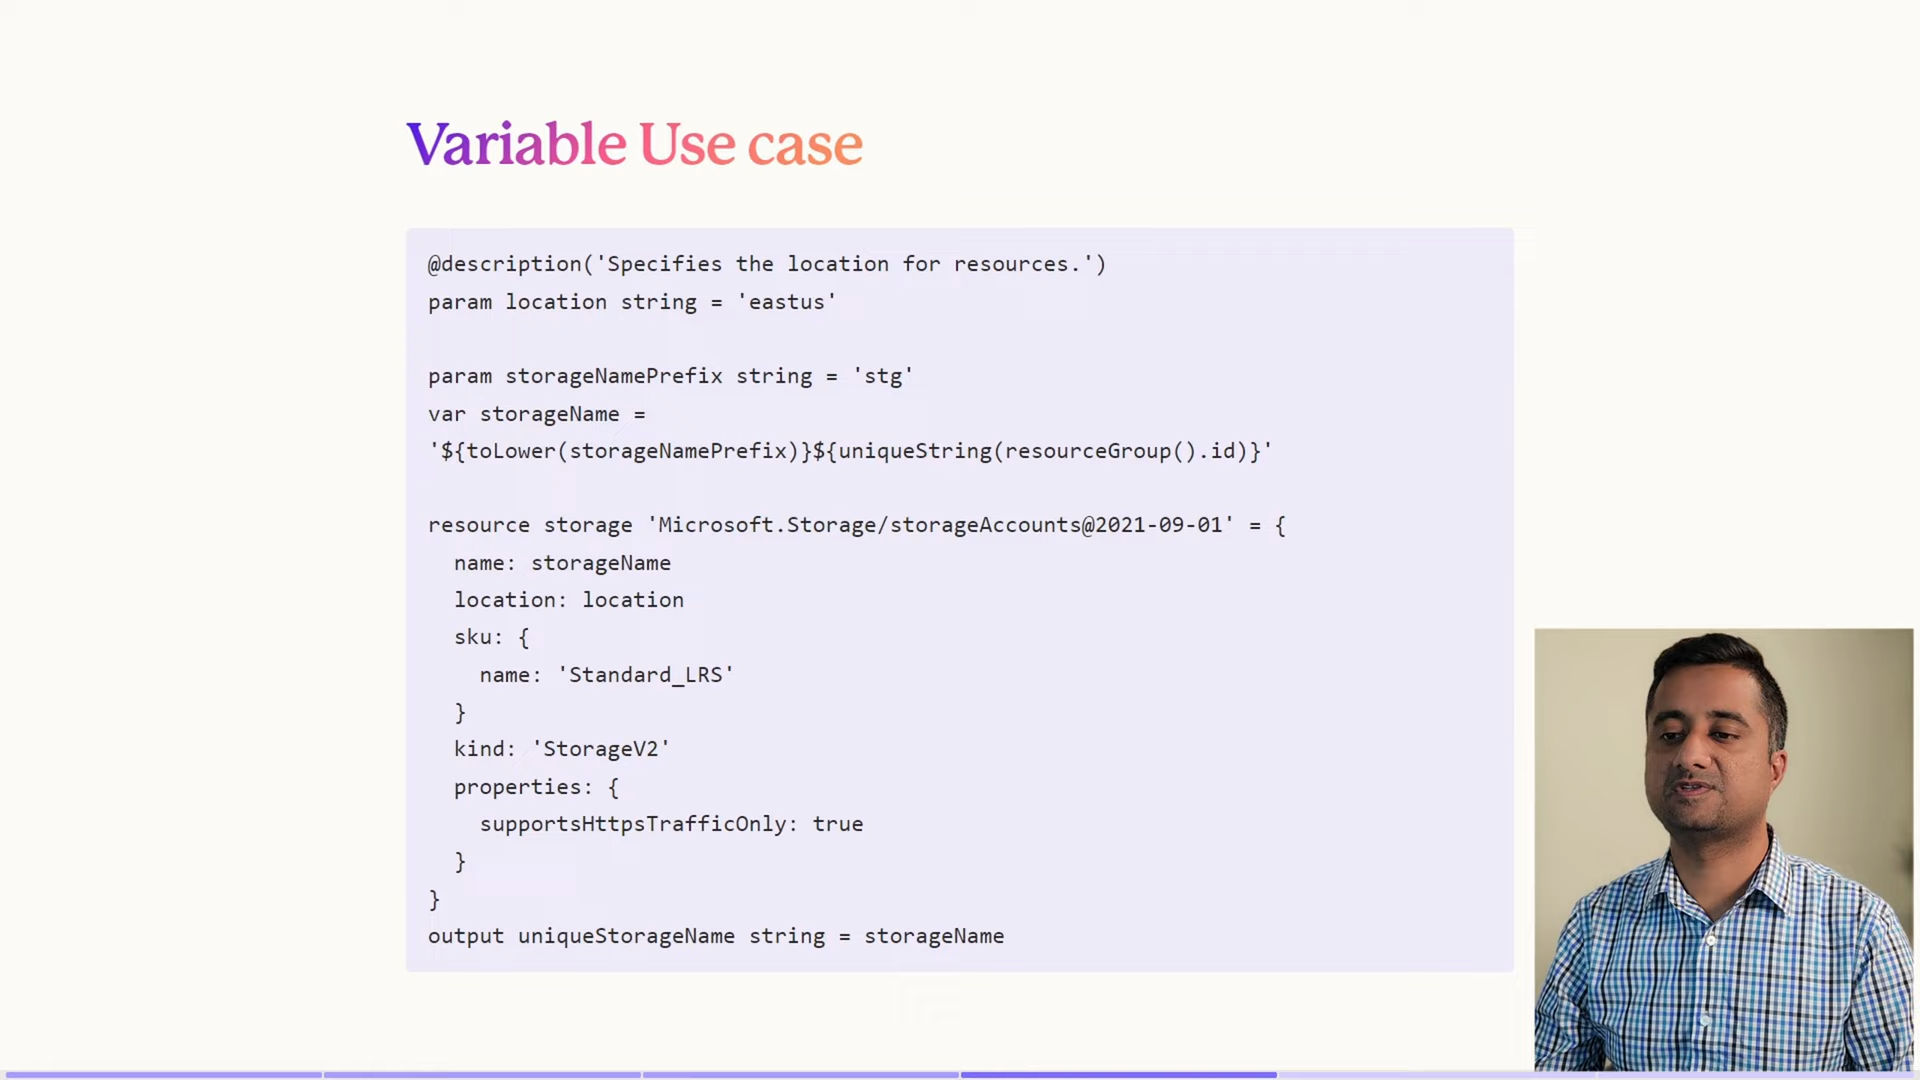 Variable Use case
@description('Specifies the location for resources.')
param location string = 'eastus'
param storageNamePrefix string = 'stg'
var storageName =
'${toLower(storageNamePrefix)}${uniqueString(resourceGroup().id)}'
resource storage 'Microsoft.Storage/storageAccounts@2021-09-01' = {
  name: storageName
  location: location
  sku: {
    name: 'Standard_LRS'
  }
  kind: 'StorageV2'
  properties: {
    supportsHttpsTrafficOnly: true
  }
}
output uniqueStorageName string = storageName